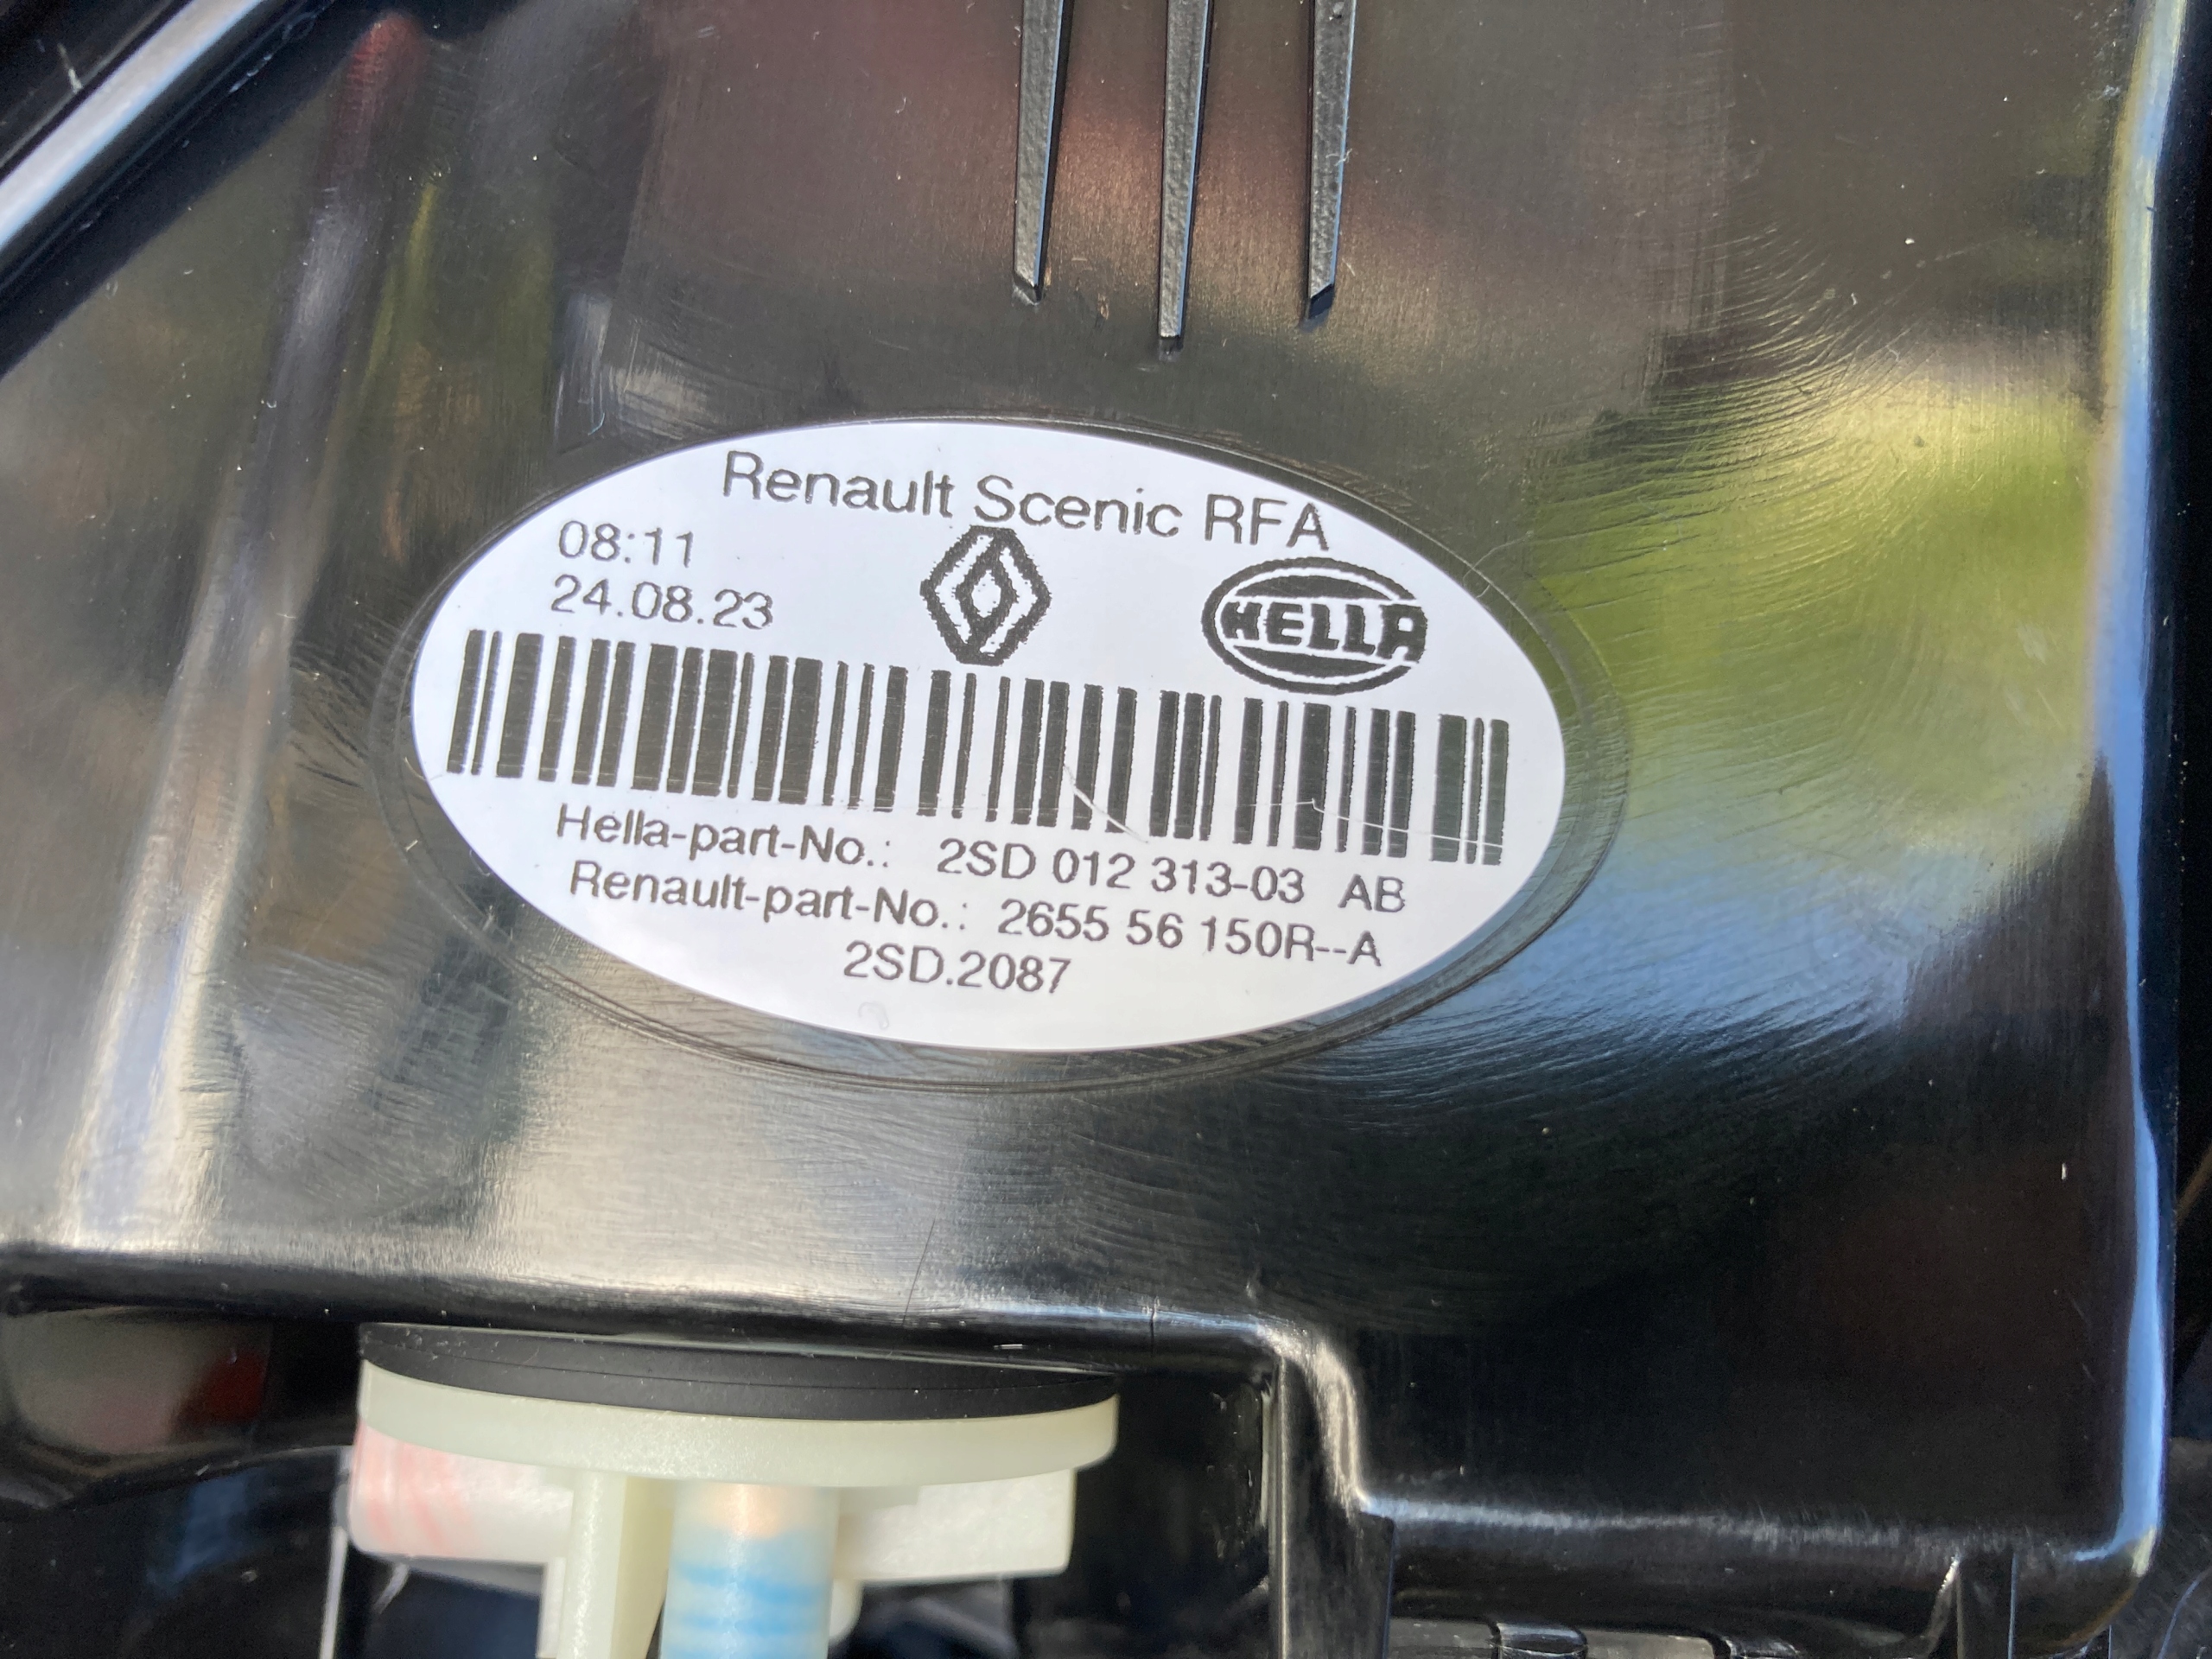 Renault Scenic RFA
08:11
24.08.23
HELLA
Hella-part-No.: 2SD 012 313-03 AB
Renault-part-No.: 2655 56 150R--A
2SD.2087